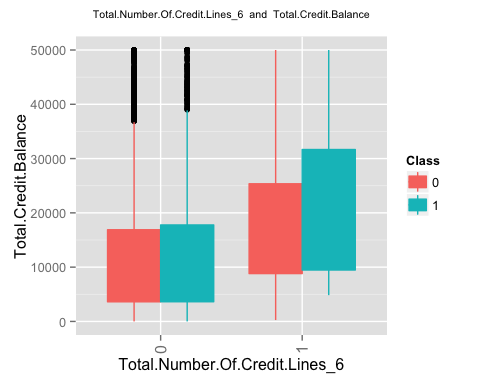 Total.Number.Of.Credit.Lines_6 and Total.Credit.Balance
Total.Credit.Balance
50000
40000
30000
20000
10000
0
0
1
Total.Number.Of.Credit.Lines_6
Class
0
1